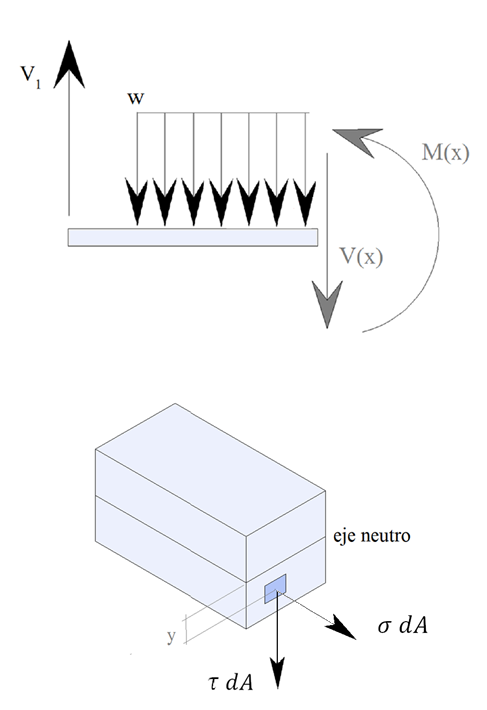 V1
w
M(x)
V(x)
eje neutro
y
σ dA
τ dA